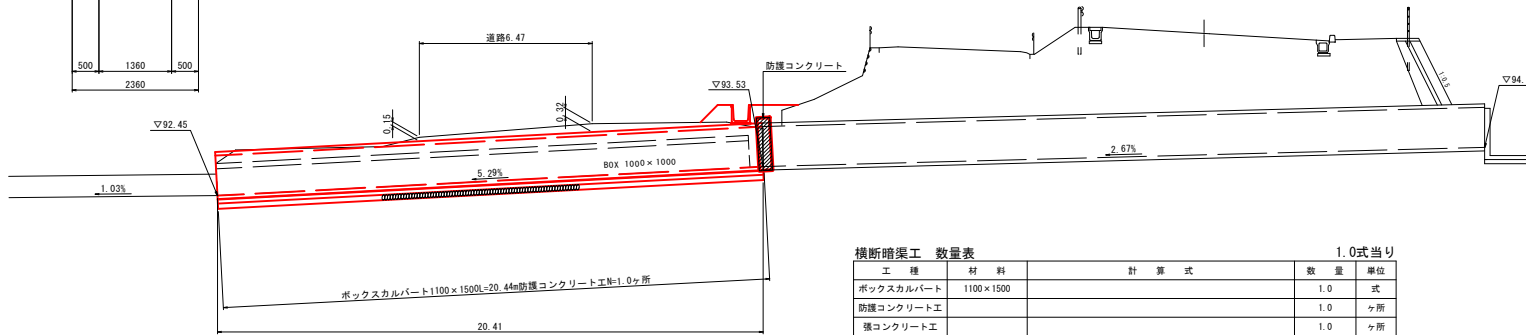 500 1360 500
2360
道路6.47
0.15
0.32
防護コンクリート
▽93.53
▽92.45
▽94.
1:0.5
1.03%
5.29%
BOX 1000×1000
2.67%
ボックスカルバート1100×1500L=20.44m防護コンクリート工N=1.0ヶ所
20.41
横断暗渠工 数量表 1.0式当り
工 種 材 料 計 算 式 数 量 単位
ボックスカルバート 1100×1500 1.0 式
防護コンクリート工 1.0 ヶ所
張コンクリート工 1.0 ヶ所